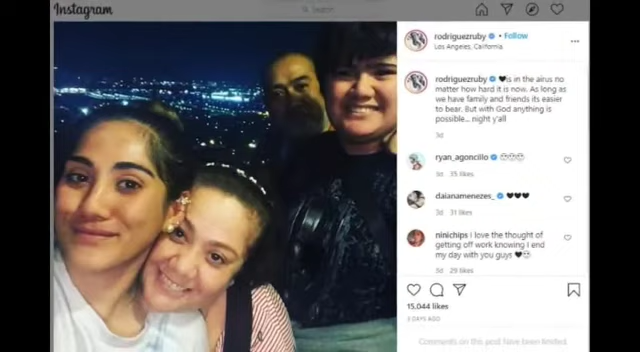 Instagram
Search
rodriguezruby • Follow
Los Angeles, California
rodriguezruby ❤is in the airus no
matter how hard it is now. As long as
we have family and friends its easier
to bear. But with God anything is
possible... night y'all
3d
ryan_agoncillo 😍😍😍
3d 35 likes
daianamenezes_ ❤❤❤
3d 31 likes
ninichips I love the thought of
getting off work knowing I end
my day with you guys ❤😍
3d 29 likes
15,044 likes
3 DAYS AGO
Comments on this post have been limited.